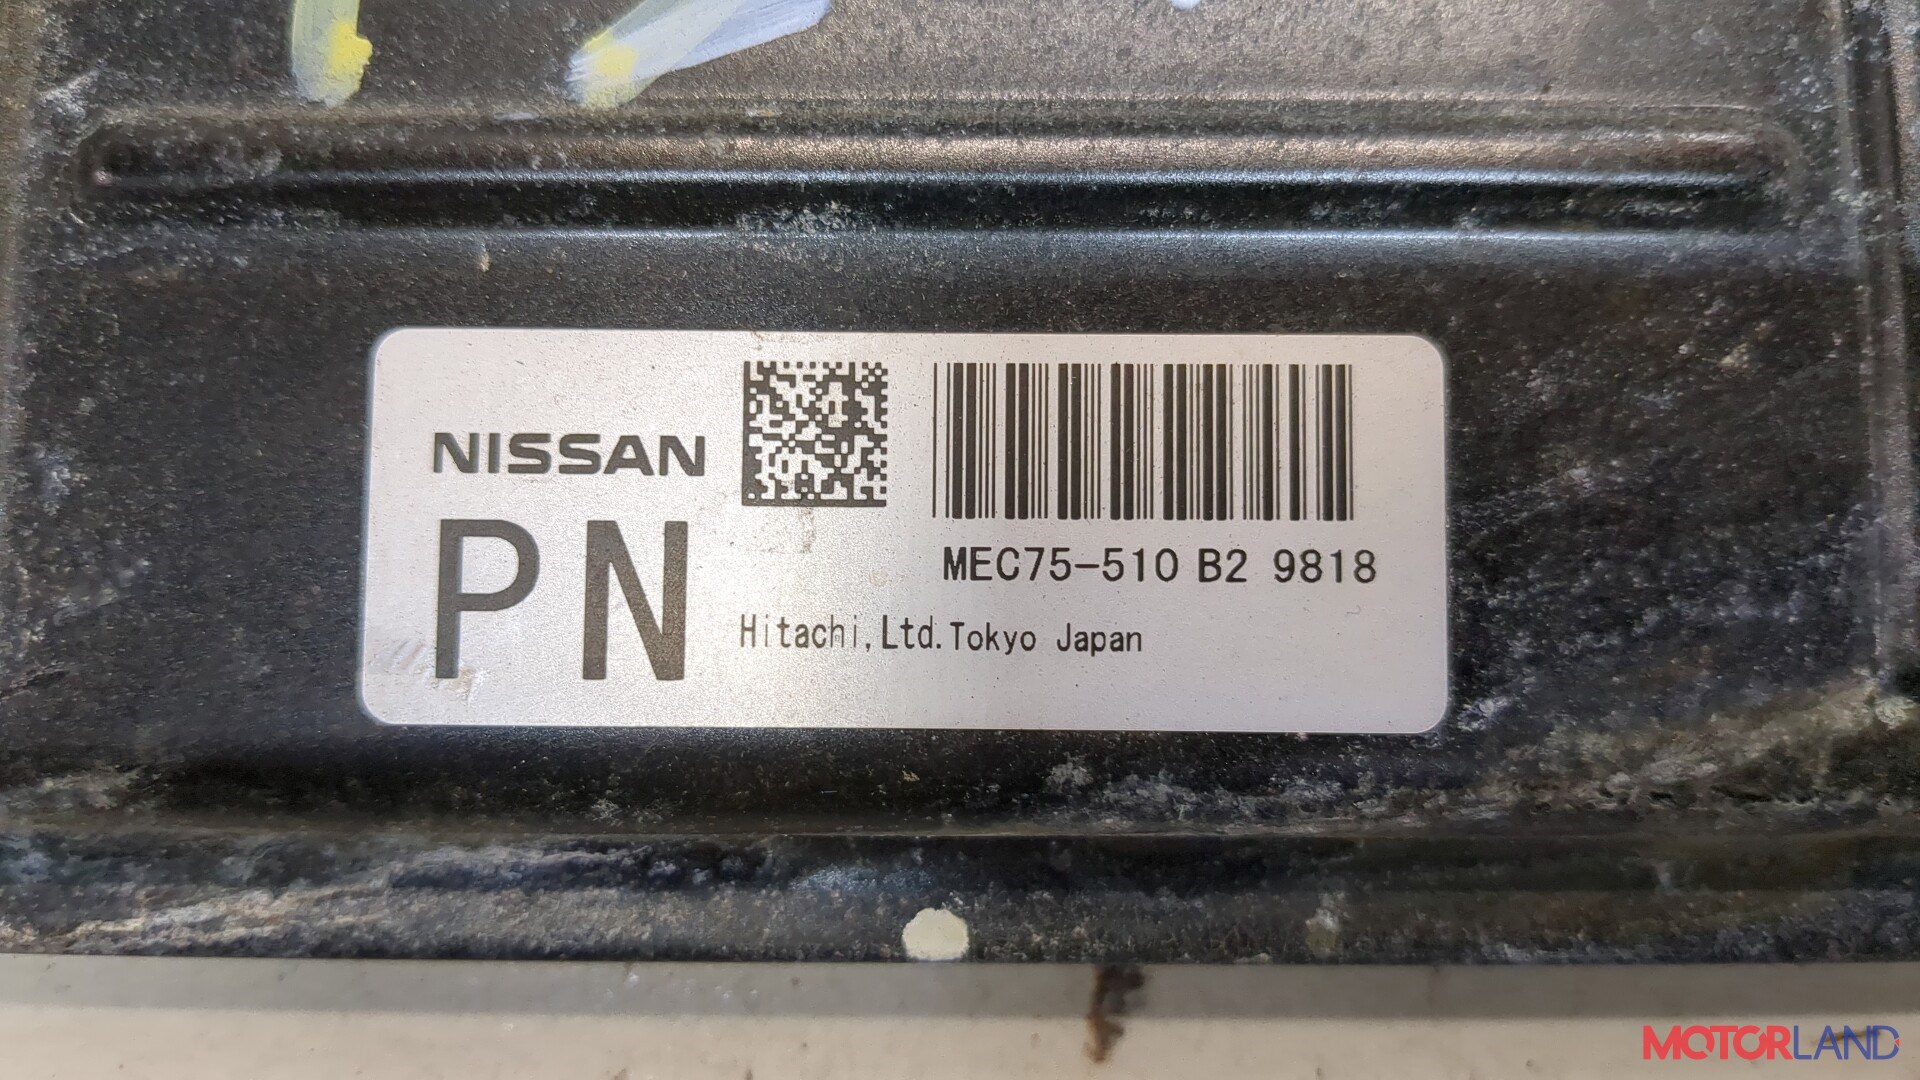 NISSAN
PN
MEC75-510 B2 9818
Hitachi,Ltd.Tokyo Japan
MOTORLAND